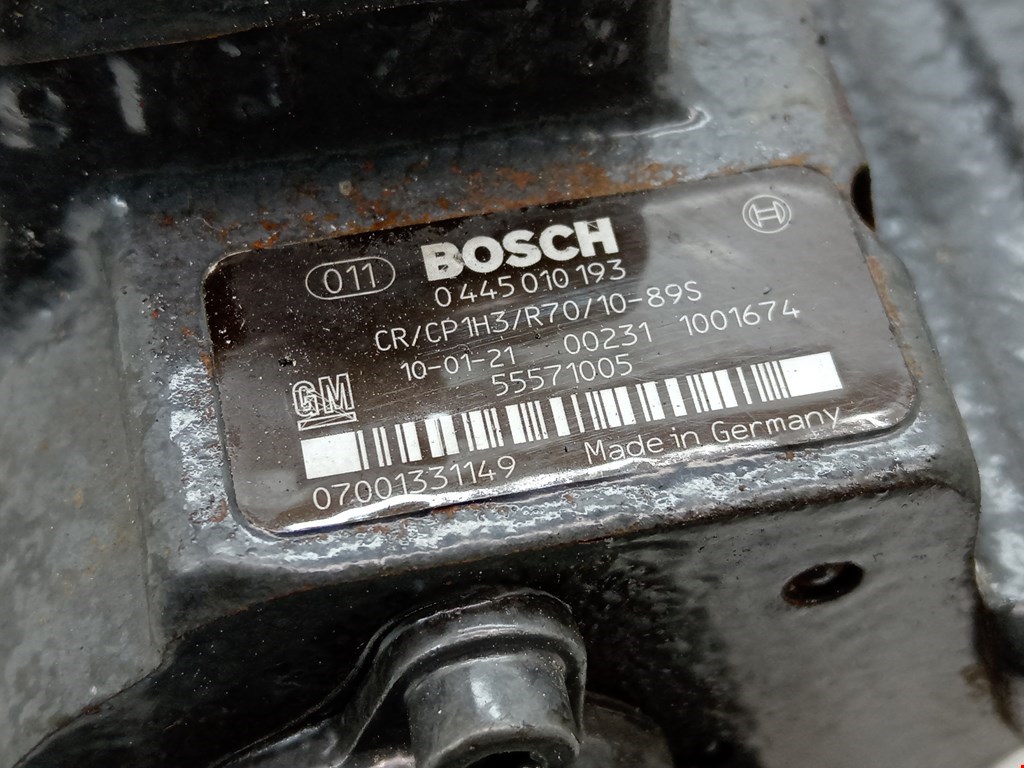 011 BOSCH
0 445 010 193
CR/CP1H3/R70/10-89S
10-01-21 00231 1001674
GM 55571005
07001331149 Made in Germany